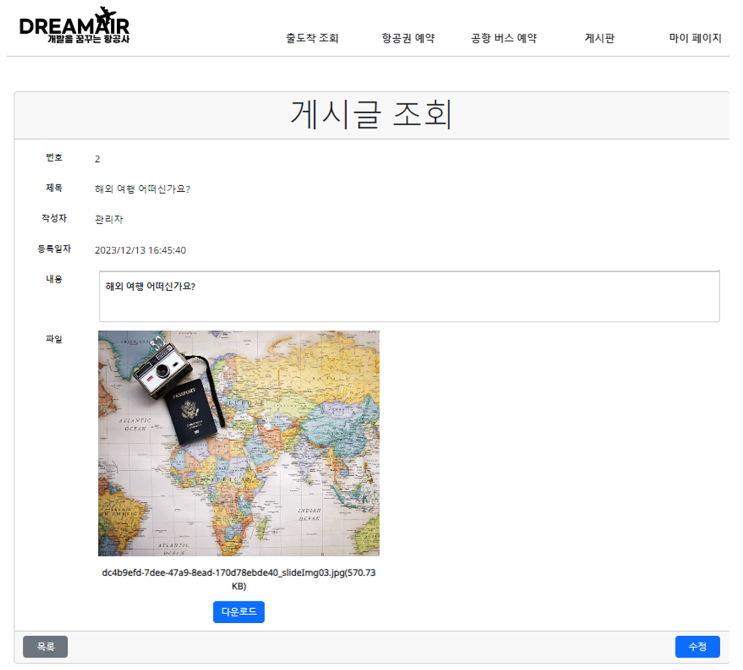 DREAMAIR
개발을 꿈꾸는 항공사
출도착 조회 항공권 예약 공항 버스 예약 게시판 마이 페이지
게시글 조회
번호 2
제목 해외 여행 어떠신가요?
작성자 관리자
등록일자 2023/12/13 16:45:40
내용 해외 여행 어떠신가요?
파일
PASSPORT
ATLANTIC
OCEAN
INDIAN
OCEAN
ATLANTIC
OCEAN
dc4b9efd-7dee-47a9-8ead-170d78ebde40_slideImg03.jpg(570.73
KB)
다운로드
목록 수정